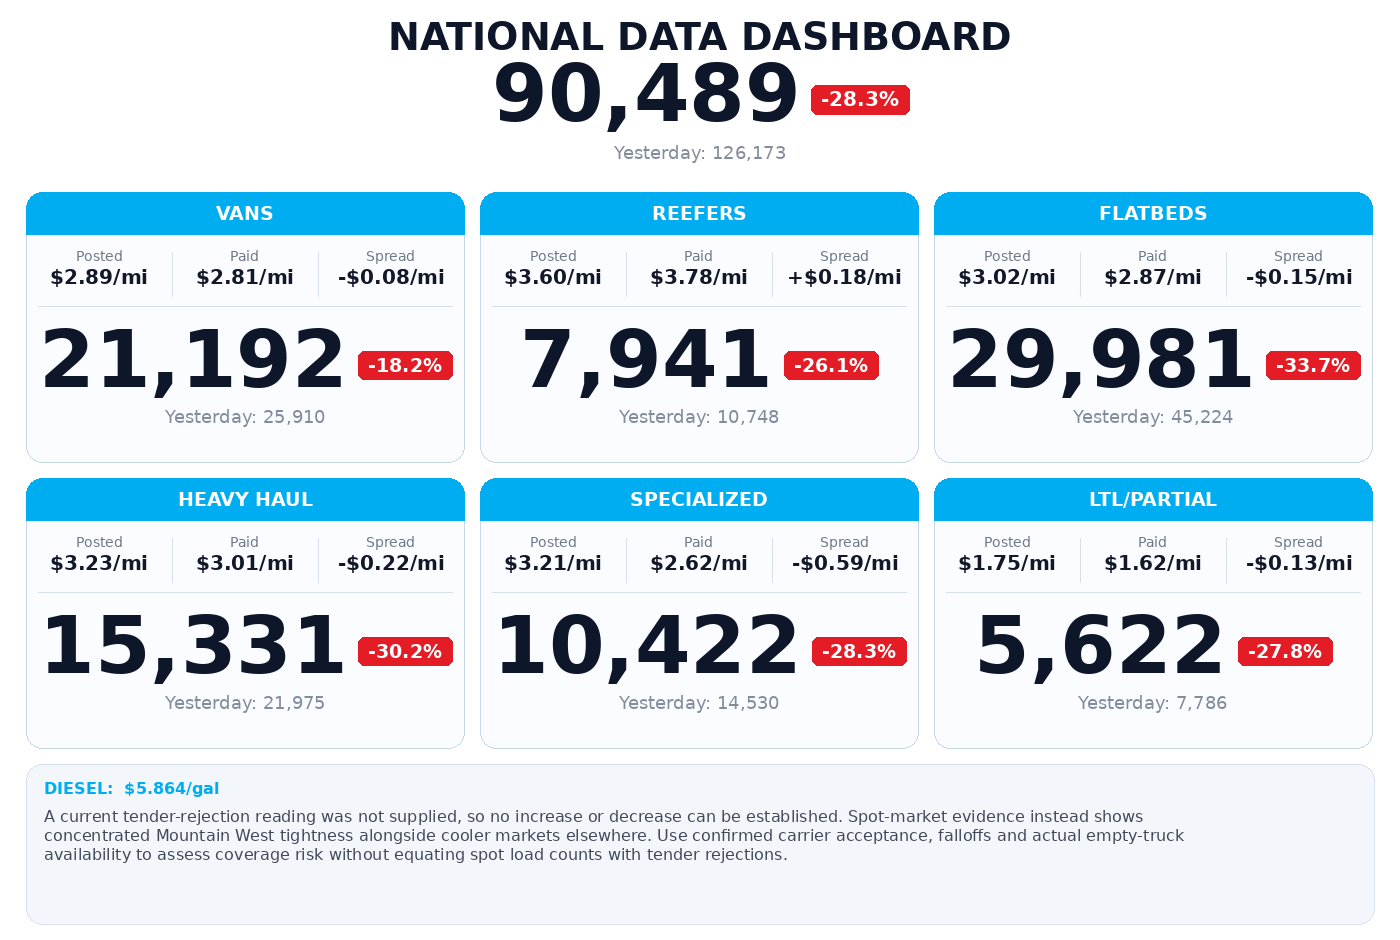 NATIONAL DATA DASHBOARD
90,489 -28.3%
Yesterday: 126,173
VANS
Posted Paid Spread
$2.89/mi $2.81/mi -$0.08/mi
21,192 -18.2%
Yesterday: 25,910
REEFERS
Posted Paid Spread
$3.60/mi $3.78/mi +$0.18/mi
7,941 -26.1%
Yesterday: 10,748
FLATBEDS
Posted Paid Spread
$3.02/mi $2.87/mi -$0.15/mi
29,981 -33.7%
Yesterday: 45,224
HEAVY HAUL
Posted Paid Spread
$3.23/mi $3.01/mi -$0.22/mi
15,331 -30.2%
Yesterday: 21,975
SPECIALIZED
Posted Paid Spread
$3.21/mi $2.62/mi -$0.59/mi
10,422 -28.3%
Yesterday: 14,530
LTL/PARTIAL
Posted Paid Spread
$1.75/mi $1.62/mi -$0.13/mi
5,622 -27.8%
Yesterday: 7,786
DIESEL: $5.864/gal
A current tender-rejection reading was not supplied, so no increase or decrease can be established. Spot-market evidence instead shows
concentrated Mountain West tightness alongside cooler markets elsewhere. Use confirmed carrier acceptance, falloffs and actual empty-truck
availability to assess coverage risk without equating spot load counts with tender rejections.